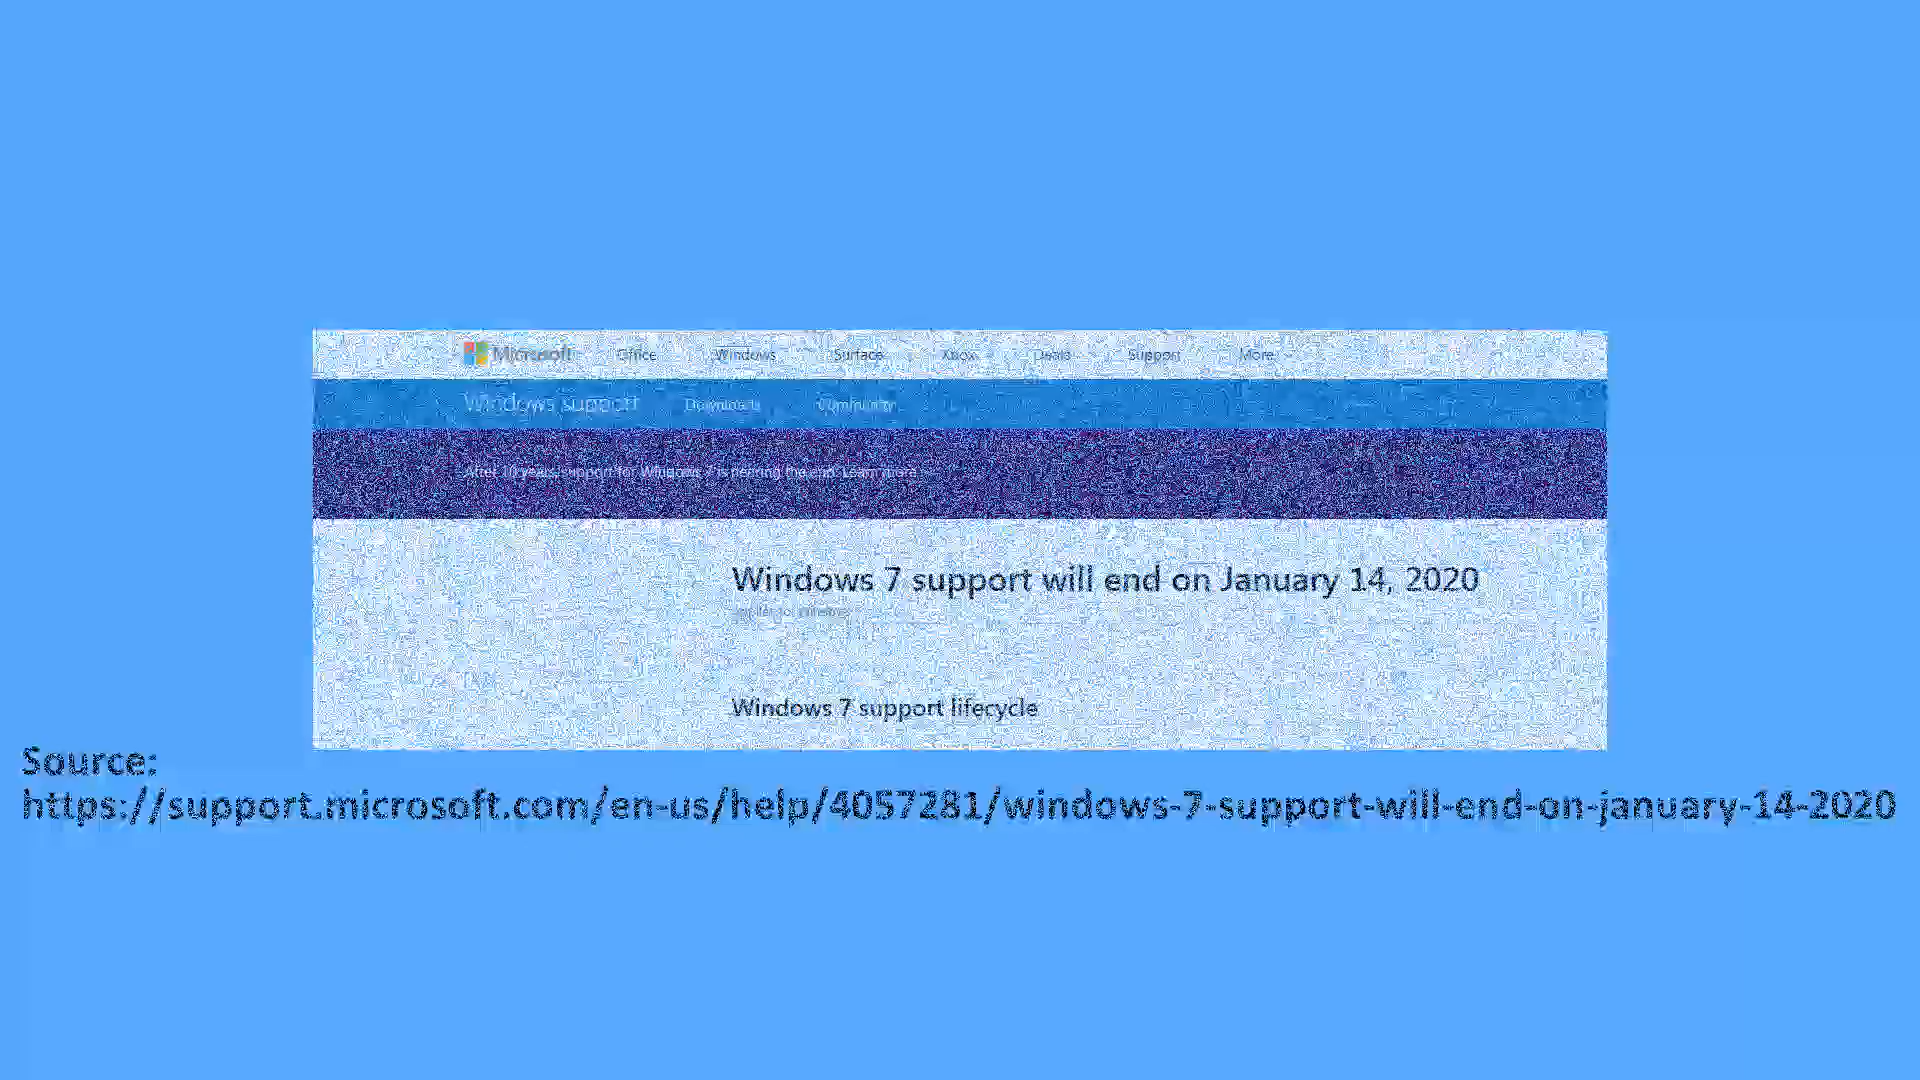 Microsoft Office Windows Surface Xbox Deals Support More
Windows support Downloads Community
After 10 years, support for Windows 7 is nearing the end. Learn more
Windows 7 support will end on January 14, 2020
Windows 7 support lifecycle
Source:
https://support.microsoft.com/en-us/help/4057281/windows-7-support-will-end-on-january-14-2020